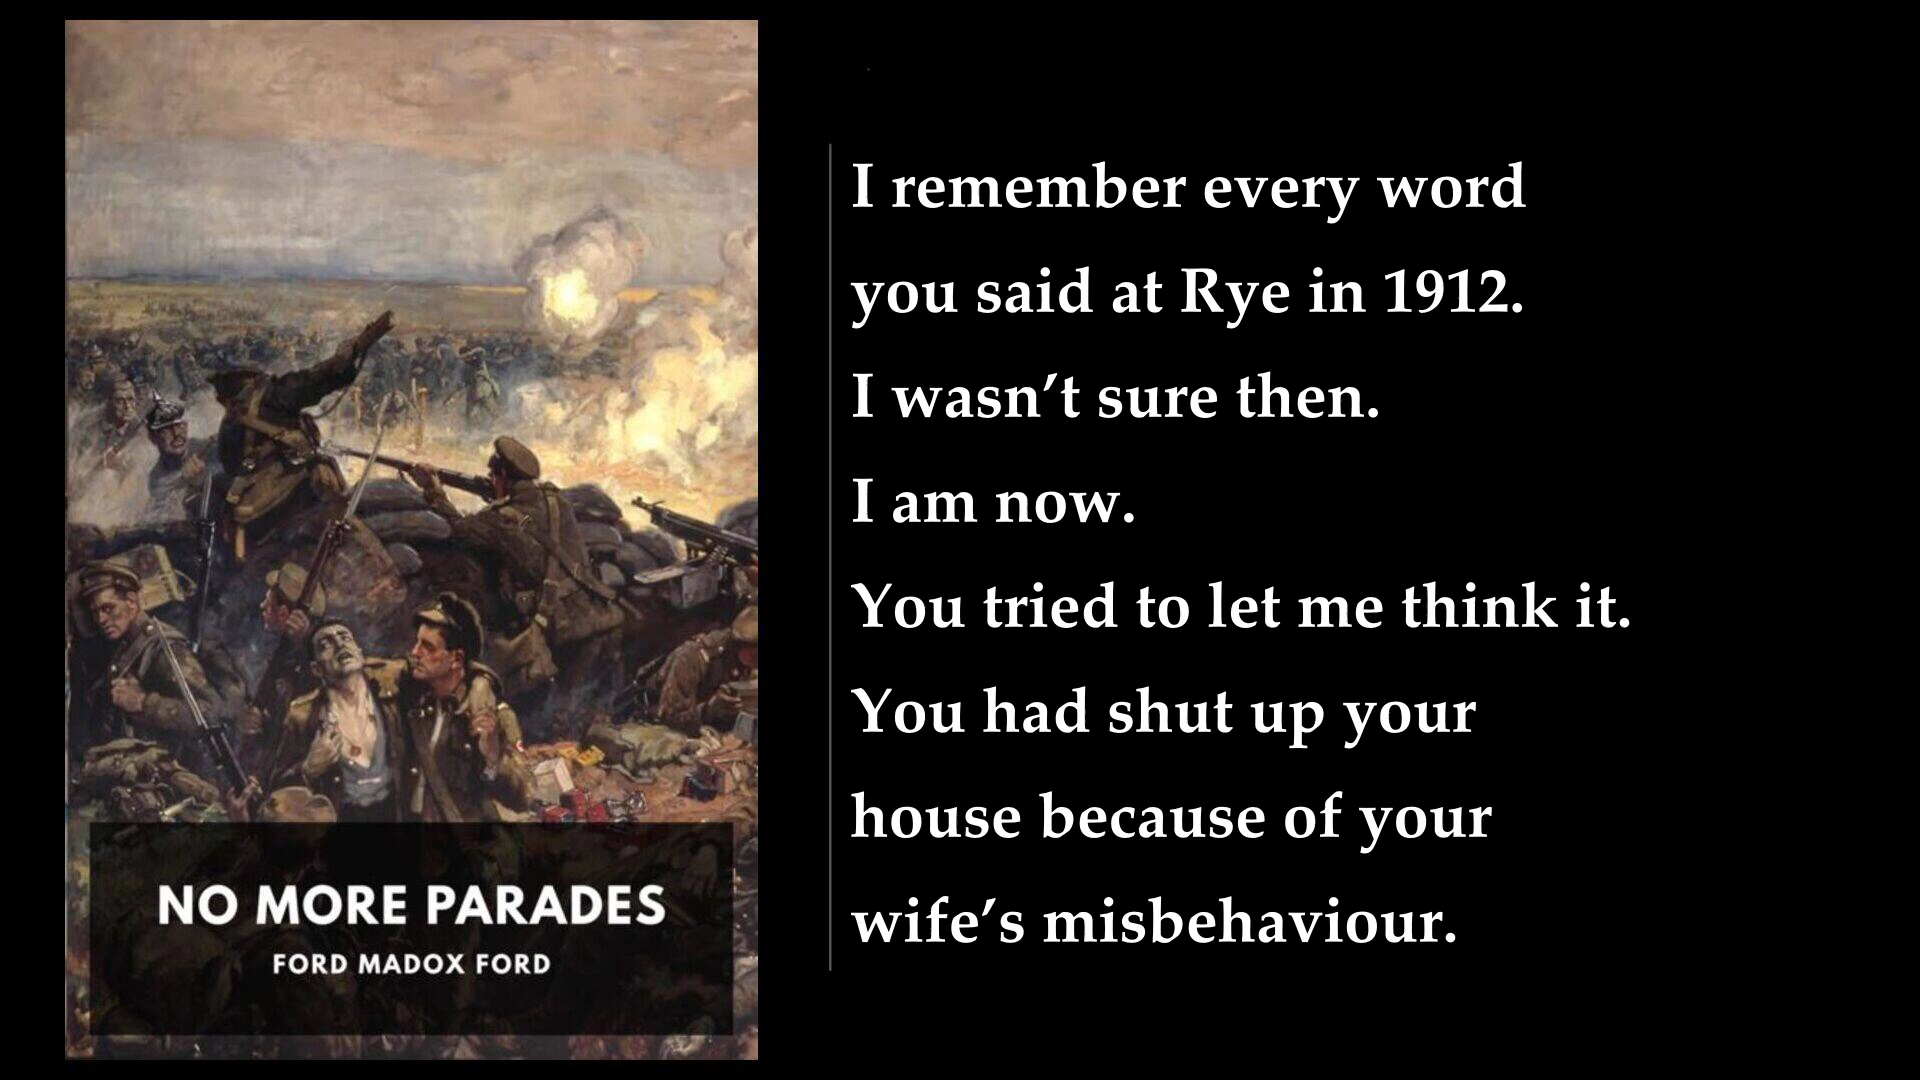 NO MORE PARADES
FORD MADOX FORD
I remember every word
you said at Rye in 1912.
I wasn’t sure then.
I am now.
You tried to let me think it.
You had shut up your
house because of your
wife’s misbehaviour.